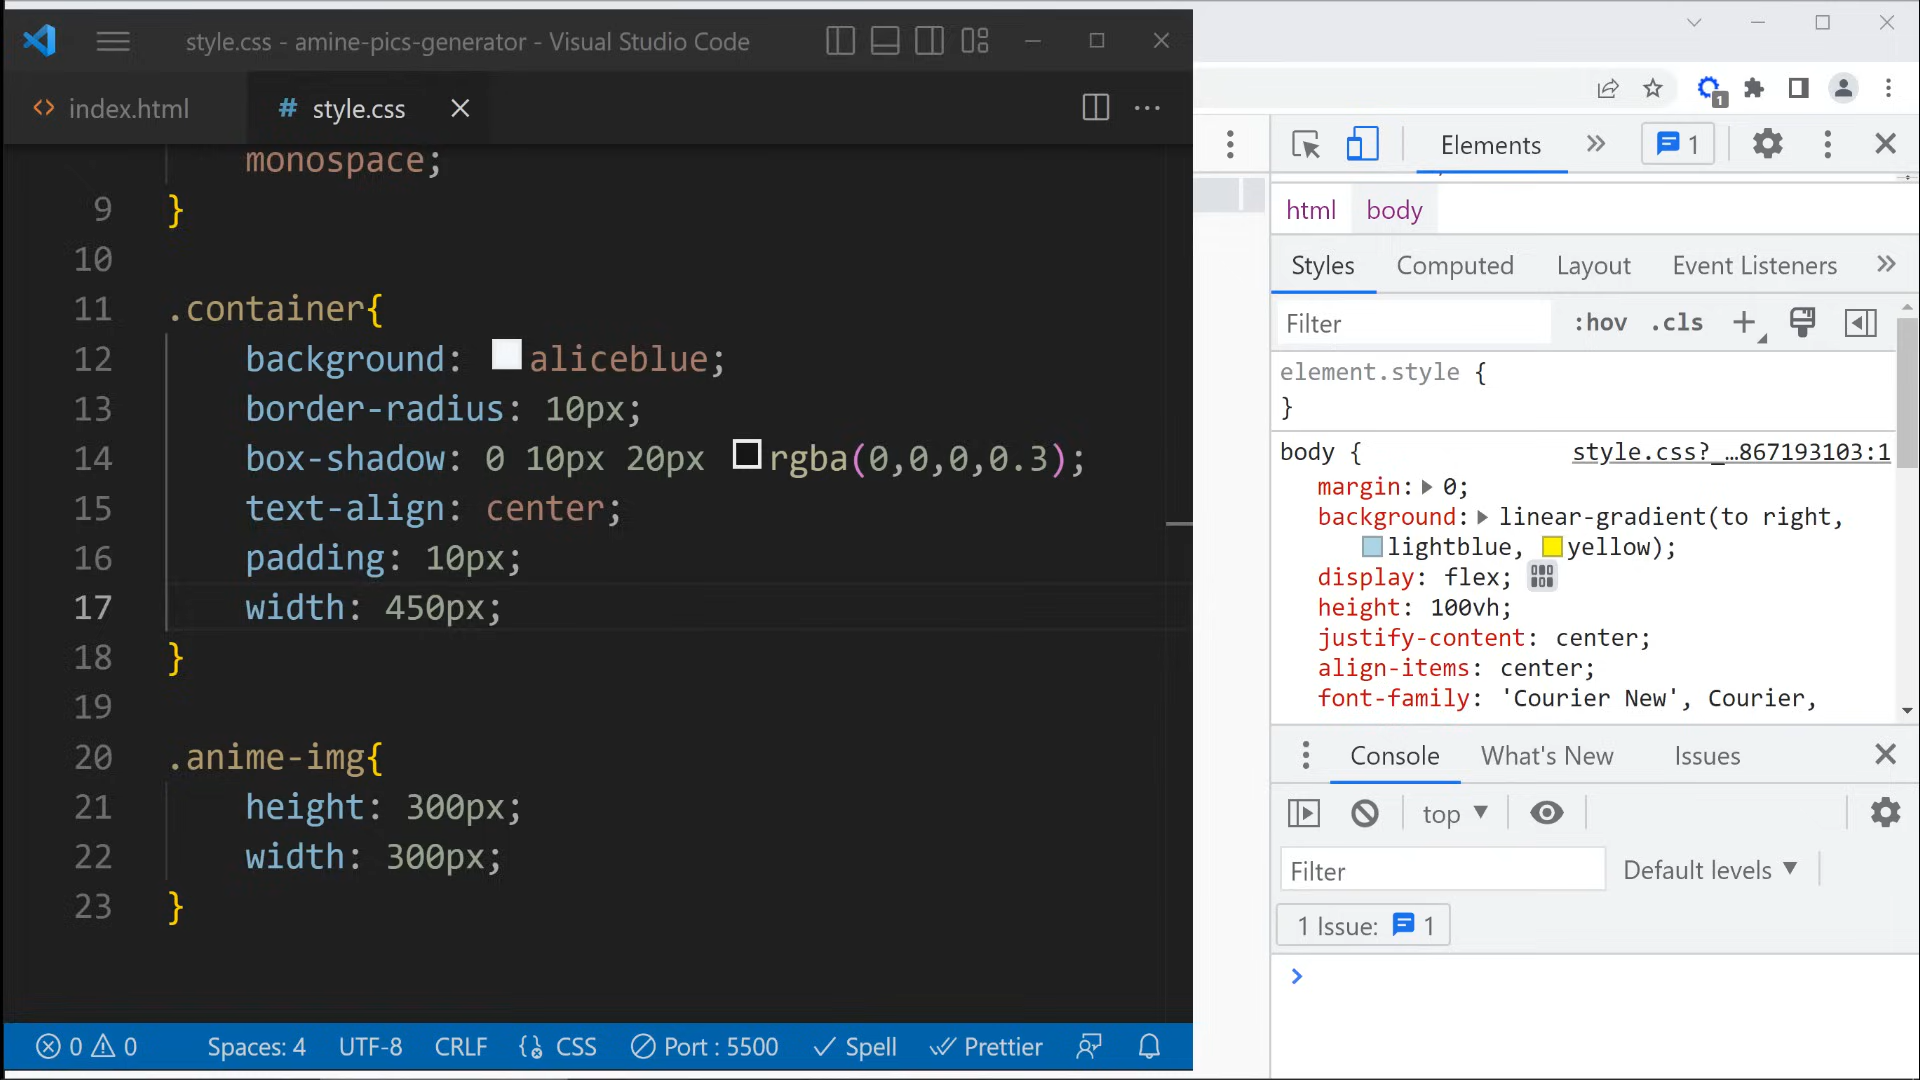 style.css - amine-pics-generator - Visual Studio Code
index.html
# style.css
monospace;
9 }
10
11 .container{
12 background: aliceblue;
13 border-radius: 10px;
14 box-shadow: 0 10px 20px rgba(0,0,0,0.3);
15 text-align: center;
16 padding: 10px;
17 width: 450px;
18 }
19
20 .anime-img{
21 height: 300px;
22 width: 300px;
23 }
0 0 Spaces: 4 UTF-8 CRLF CSS Port : 5500 Spell Prettier
1
Elements » 1
html body
Styles Computed Layout Event Listeners »
Filter :hov .cls +
element.style {
}
body { style.css?_…867193103:1
margin: 0;
background: linear-gradient(to right,
lightblue, yellow);
display: flex;
height: 100vh;
justify-content: center;
align-items: center;
font-family: 'Courier New', Courier,
Console What's New Issues
top
Filter Default levels
1 Issue: 1